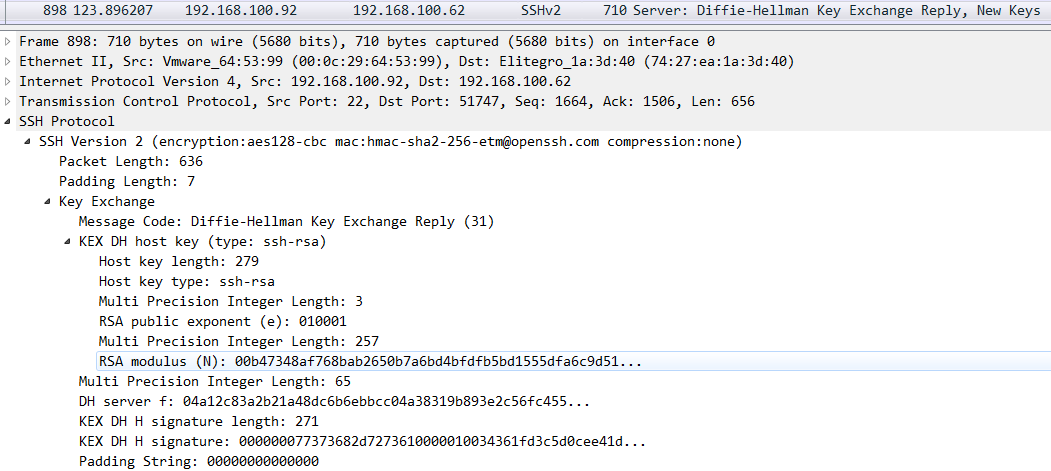 898 123.896207 192.168.100.92 192.168.100.62 SSHv2 710 Server: Diffie-Hellman Key Exchange Reply, New Keys
Frame 898: 710 bytes on wire (5680 bits), 710 bytes captured (5680 bits) on interface 0
Ethernet II, Src: Vmware_64:53:99 (00:0c:29:64:53:99), Dst: Elitegro_1a:3d:40 (74:27:ea:1a:3d:40)
Internet Protocol Version 4, Src: 192.168.100.92, Dst: 192.168.100.62
Transmission Control Protocol, Src Port: 22, Dst Port: 51747, Seq: 1664, Ack: 1506, Len: 656
SSH Protocol
SSH Version 2 (encryption:aes128-cbc mac:hmac-sha2-256-etm@openssh.com compression:none)
Packet Length: 636
Padding Length: 7
Key Exchange
Message Code: Diffie-Hellman Key Exchange Reply (31)
KEX DH host key (type: ssh-rsa)
Host key length: 279
Host key type: ssh-rsa
Multi Precision Integer Length: 3
RSA public exponent (e): 010001
Multi Precision Integer Length: 257
RSA modulus (N): 00b47348af768bab2650b7a6bd4bfdfb5bd1555dfa6c9d51...
Multi Precision Integer Length: 65
DH server f: 04a12c83a2b21a48dc6b6ebbcc04a38319b893e2c56fc455...
KEX DH H signature length: 271
KEX DH H signature: 000000077373682d7273610000010034361fd3c5d0cee41d...
Padding String: 00000000000000